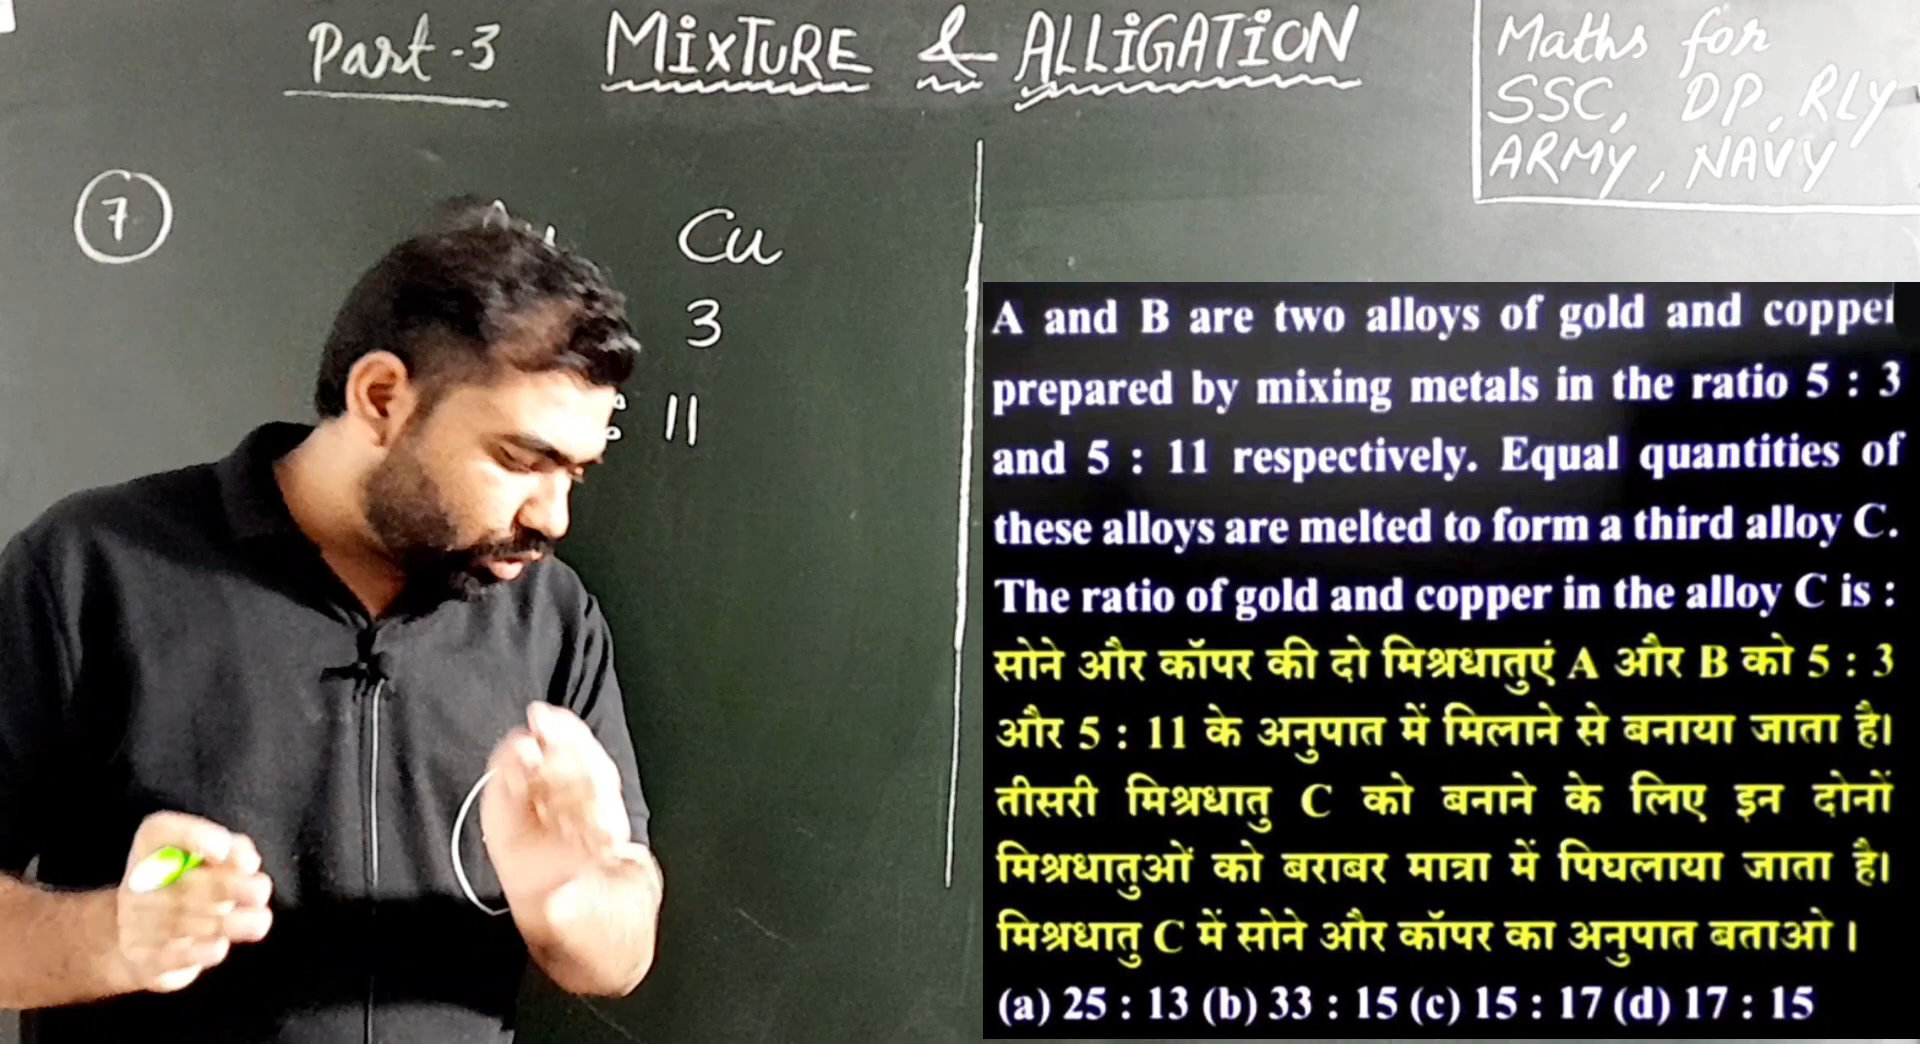 Part-3 MIXTURE & ALLIGATION
Maths for
SSC, DP, RLY
ARMY, NAVY
7
Cu
3
11
A and B are two alloys of gold and copper
prepared by mixing metals in the ratio 5 : 3
and 5 : 11 respectively. Equal quantities of
these alloys are melted to form a third alloy C.
The ratio of gold and copper in the alloy C is :
सोने और कॉपर की दो मिश्रधातुएं A और B को 5 : 3
और 5 : 11 के अनुपात में मिलाने से बनाया जाता है।
तीसरी मिश्रधातु C को बनाने के लिए इन दोनों
मिश्रधातुओं को बराबर मात्रा में पिघलाया जाता है।
मिश्रधातु C में सोने और कॉपर का अनुपात बताओ ।
(a) 25 : 13 (b) 33 : 15 (c) 15 : 17 (d) 17 : 15